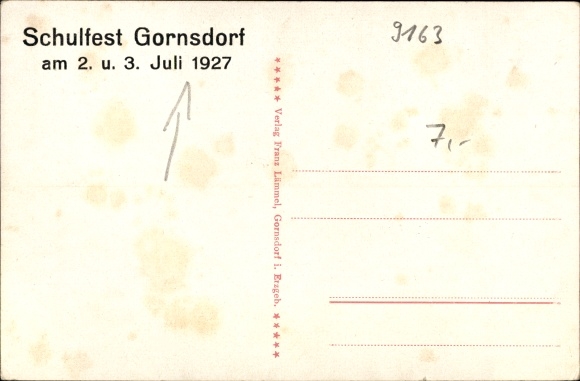 Schulfest Gornsdorf
am 2. u. 3. Juli 1927
9163
7,-
***** Verlag Franz Lämmel, Gornsdorf i. Erzgeb. *****